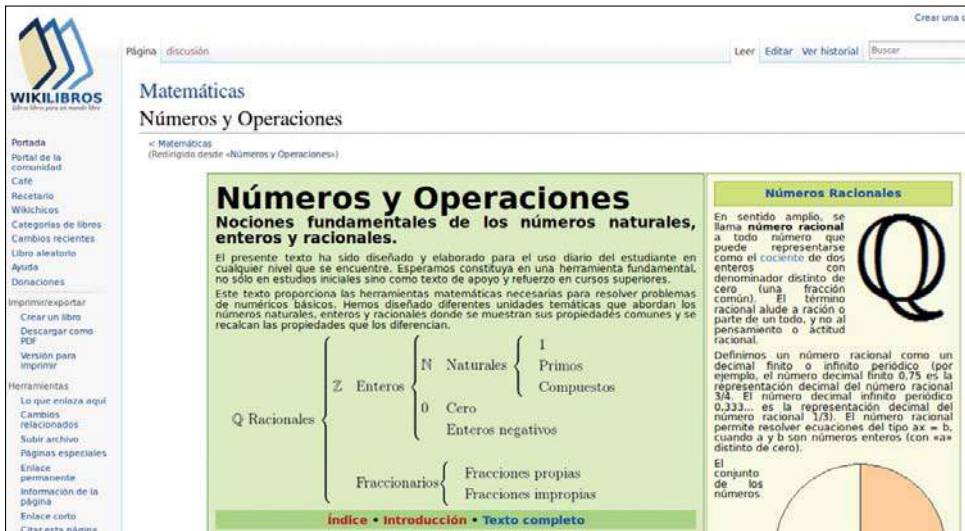 Crear una c
Página discusión
Leer Editar Ver historial Buscar
WIKILIBROS
libros libres para un mundo libre
Matemáticas
Números y Operaciones
< Matemáticas
(Redirigido desde «Números y Operaciones»)
Portada
Portal de la
comunidad
Café
Recetario
Wikichicos
Categorías de libros
Cambios recientes
Libro aleatorio
Ayuda
Donaciones
Imprimir/exportar
Crear un libro
Descargar como
PDF
Versión para
imprimir
Herramientas
Lo que enlaza aquí
Cambios
relacionados
Subir archivo
Páginas especiales
Enlace
permanente
Información de la
página
Enlace corto
Citar esta página
Números y Operaciones
Nociones fundamentales de los números naturales,
enteros y racionales.
El presente texto ha sido diseñado y elaborado para el uso diario del estudiante en
cualquier nivel que se encuentre. Esperamos constituya en una herramienta fundamental,
no sólo en estudios iniciales sino como texto de apoyo y refuerzo en cursos superiores.
Este texto proporciona las herramientas matemáticas necesarias para resolver problemas
de numéricos básicos. Hemos diseñado diferentes unidades temáticas que abordan los
números naturales, enteros y racionales donde se muestran sus propiedades comunes y se
recalcan las propiedades que los diferencian.
1
ℕ Naturales Primos
ℤ Enteros Compuestos
0 Cero
ℚ Racionales Enteros negativos
Fraccionarios Fracciones propias
Fracciones impropias
Índice • Introducción • Texto completo
Números Racionales
En sentido amplio, se
llama número racional
a todo número que
puede representarse
como el cociente de dos
enteros con
denominador distinto de
cero (una fracción
común). El término
racional alude a ración o
parte de un todo, y no al
pensamiento o actitud
racional.
ℚ
Definimos un número racional como un
decimal finito o infinito periódico (por
ejemplo, el número decimal finito 0,75 es la
representación decimal del número racional
3/4. El número decimal infinito periódico
0,333... es la representación decimal del
número racional 1/3). El número racional
permite resolver ecuaciones del tipo ax = b,
cuando a y b son números enteros (con «a»
distinto de cero).
El
conjunto
de los
números